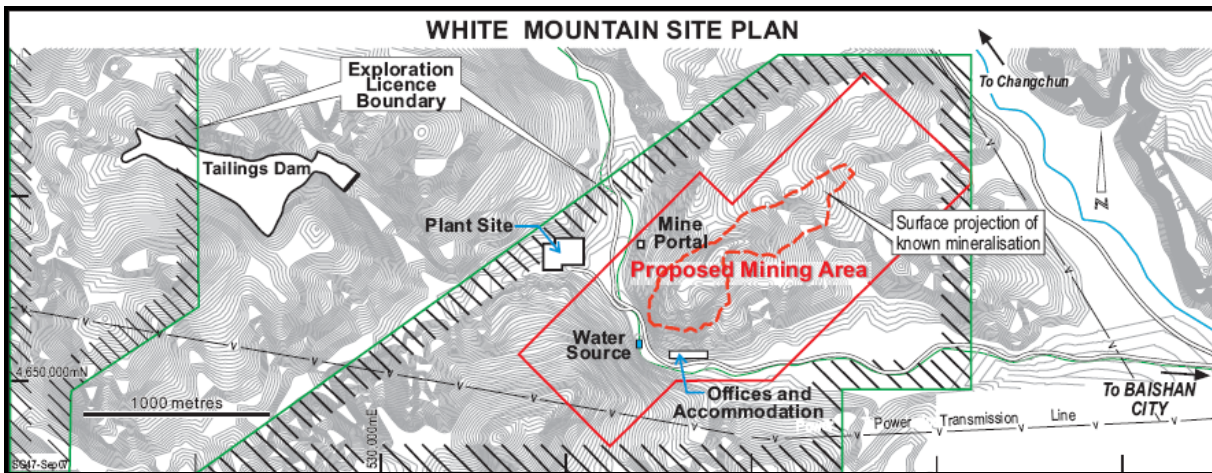 WHITE MOUNTAIN SITE PLAN
To Changchun
Exploration
Licence
Boundary
Tailings Dam
N
Plant Site
Mine
Portal
Surface projection of
known mineralisation
Proposed Mining Area
Water
Source
4,650,000mN
1000 metres
530,000mE
Offices and
Accommodation
To BAISHAN
CITY
Power Transmission Line
SG47-Sep07